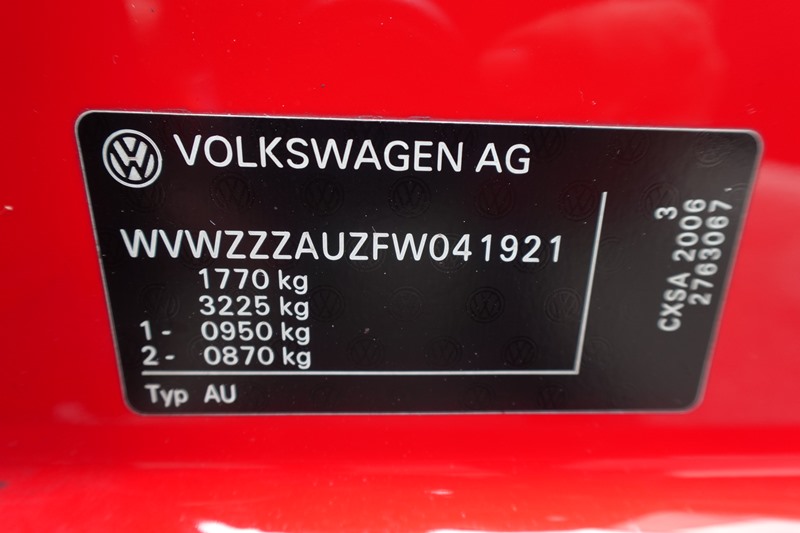 VOLKSWAGEN AG
WVWZZZAUZFW041921
1770 kg
3225 kg
1 - 0950 kg
2 - 0870 kg
Typ AU
3
CXSA 2006
2763067